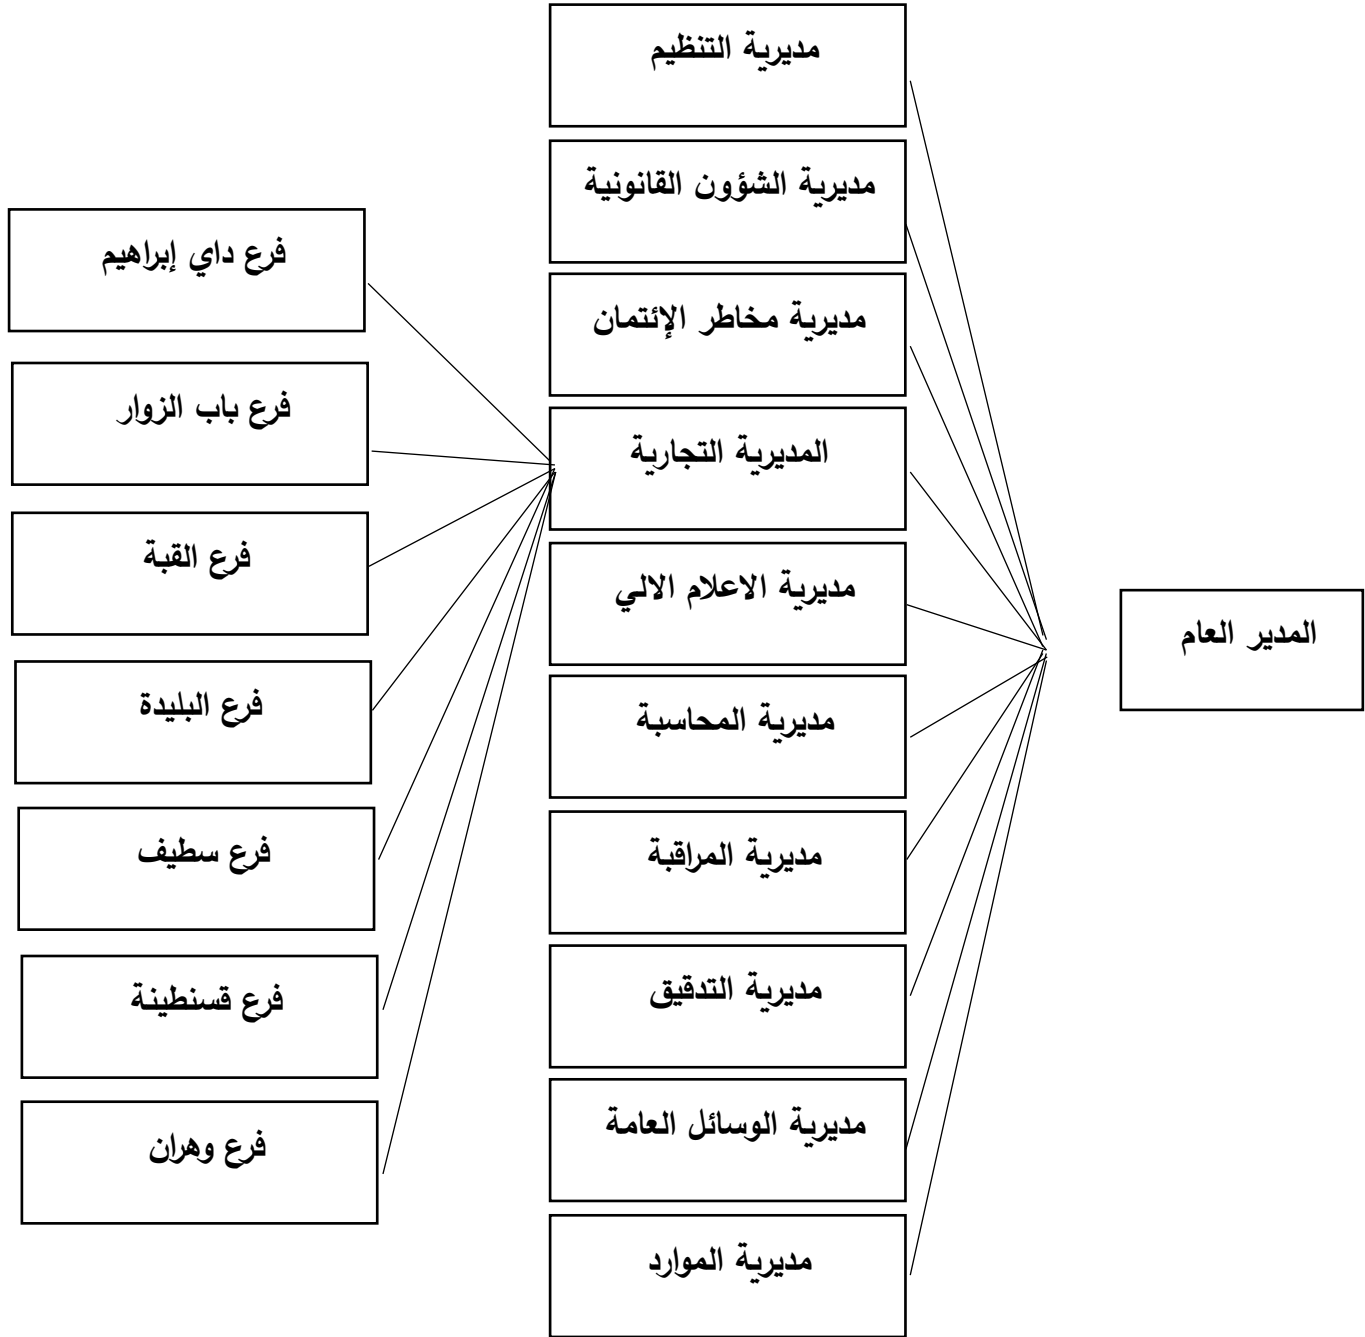 المدير العام
مديرية التنظيم
مديرية الشؤون القانونية
مديرية مخاطر الإئتمان
المديرية التجارية
مديرية الاعلام الالي
مديرية المحاسبة
مديرية المراقبة
مديرية التدقيق
مديرية الوسائل العامة
مديرية الموارد
فرع داي إبراهيم
فرع باب الزوار
فرع القبة
فرع البليدة
فرع سطيف
فرع قسنطينة
فرع وهران